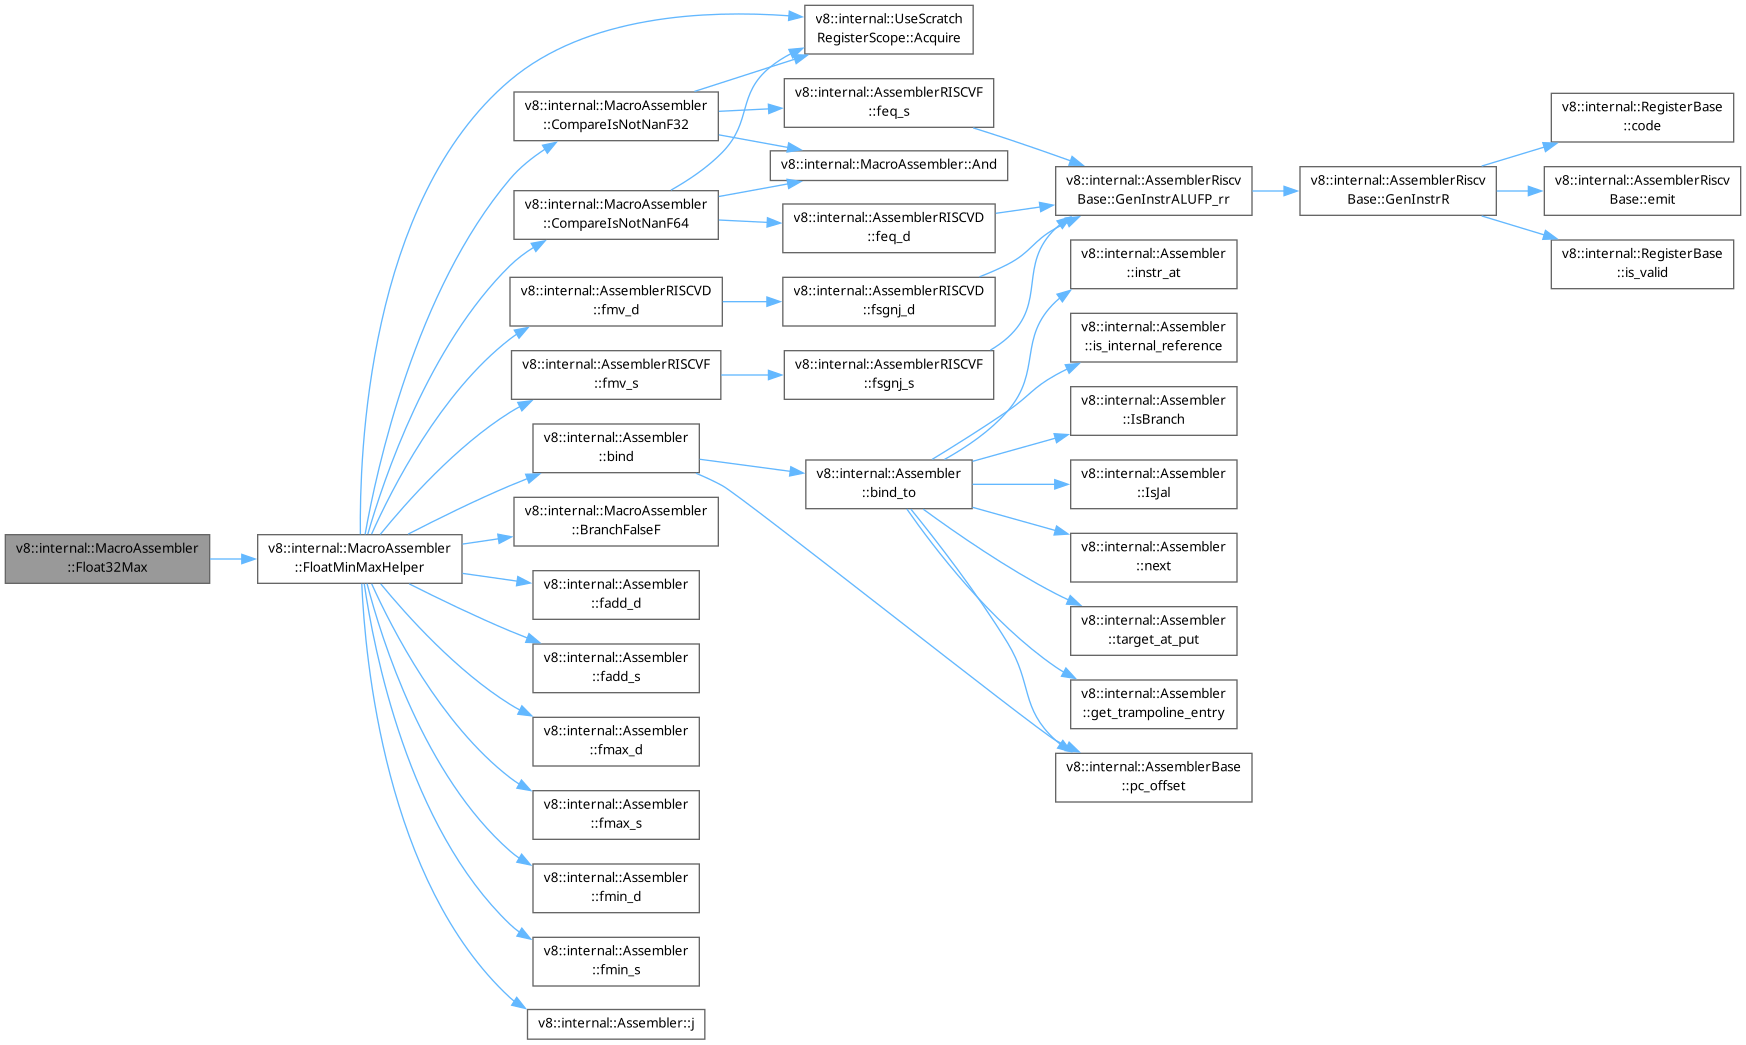 v8::internal::MacroAssembler
::Float32Max
v8::internal::MacroAssembler
::FloatMinMaxHelper
v8::internal::UseScratch
RegisterScope::Acquire
v8::internal::MacroAssembler
::CompareIsNotNanF32
v8::internal::AssemblerRISCVF
::feq_s
v8::internal::MacroAssembler::And
v8::internal::MacroAssembler
::CompareIsNotNanF64
v8::internal::AssemblerRISCVD
::feq_d
v8::internal::AssemblerRISCVD
::fmv_d
v8::internal::AssemblerRISCVD
::fsgnj_d
v8::internal::AssemblerRISCVF
::fmv_s
v8::internal::AssemblerRISCVF
::fsgnj_s
v8::internal::Assembler
::bind
v8::internal::MacroAssembler
::BranchFalseF
v8::internal::Assembler
::fadd_d
v8::internal::Assembler
::fadd_s
v8::internal::Assembler
::fmax_d
v8::internal::Assembler
::fmax_s
v8::internal::Assembler
::fmin_d
v8::internal::Assembler
::fmin_s
v8::internal::Assembler::j
v8::internal::Assembler
::bind_to
v8::internal::AssemblerRiscv
Base::GenInstrALUFP_rr
v8::internal::Assembler
::instr_at
v8::internal::Assembler
::is_internal_reference
v8::internal::Assembler
::IsBranch
v8::internal::Assembler
::IsJal
v8::internal::Assembler
::next
v8::internal::Assembler
::target_at_put
v8::internal::Assembler
::get_trampoline_entry
v8::internal::AssemblerBase
::pc_offset
v8::internal::AssemblerRiscv
Base::GenInstrR
v8::internal::RegisterBase
::code
v8::internal::AssemblerRiscv
Base::emit
v8::internal::RegisterBase
::is_valid